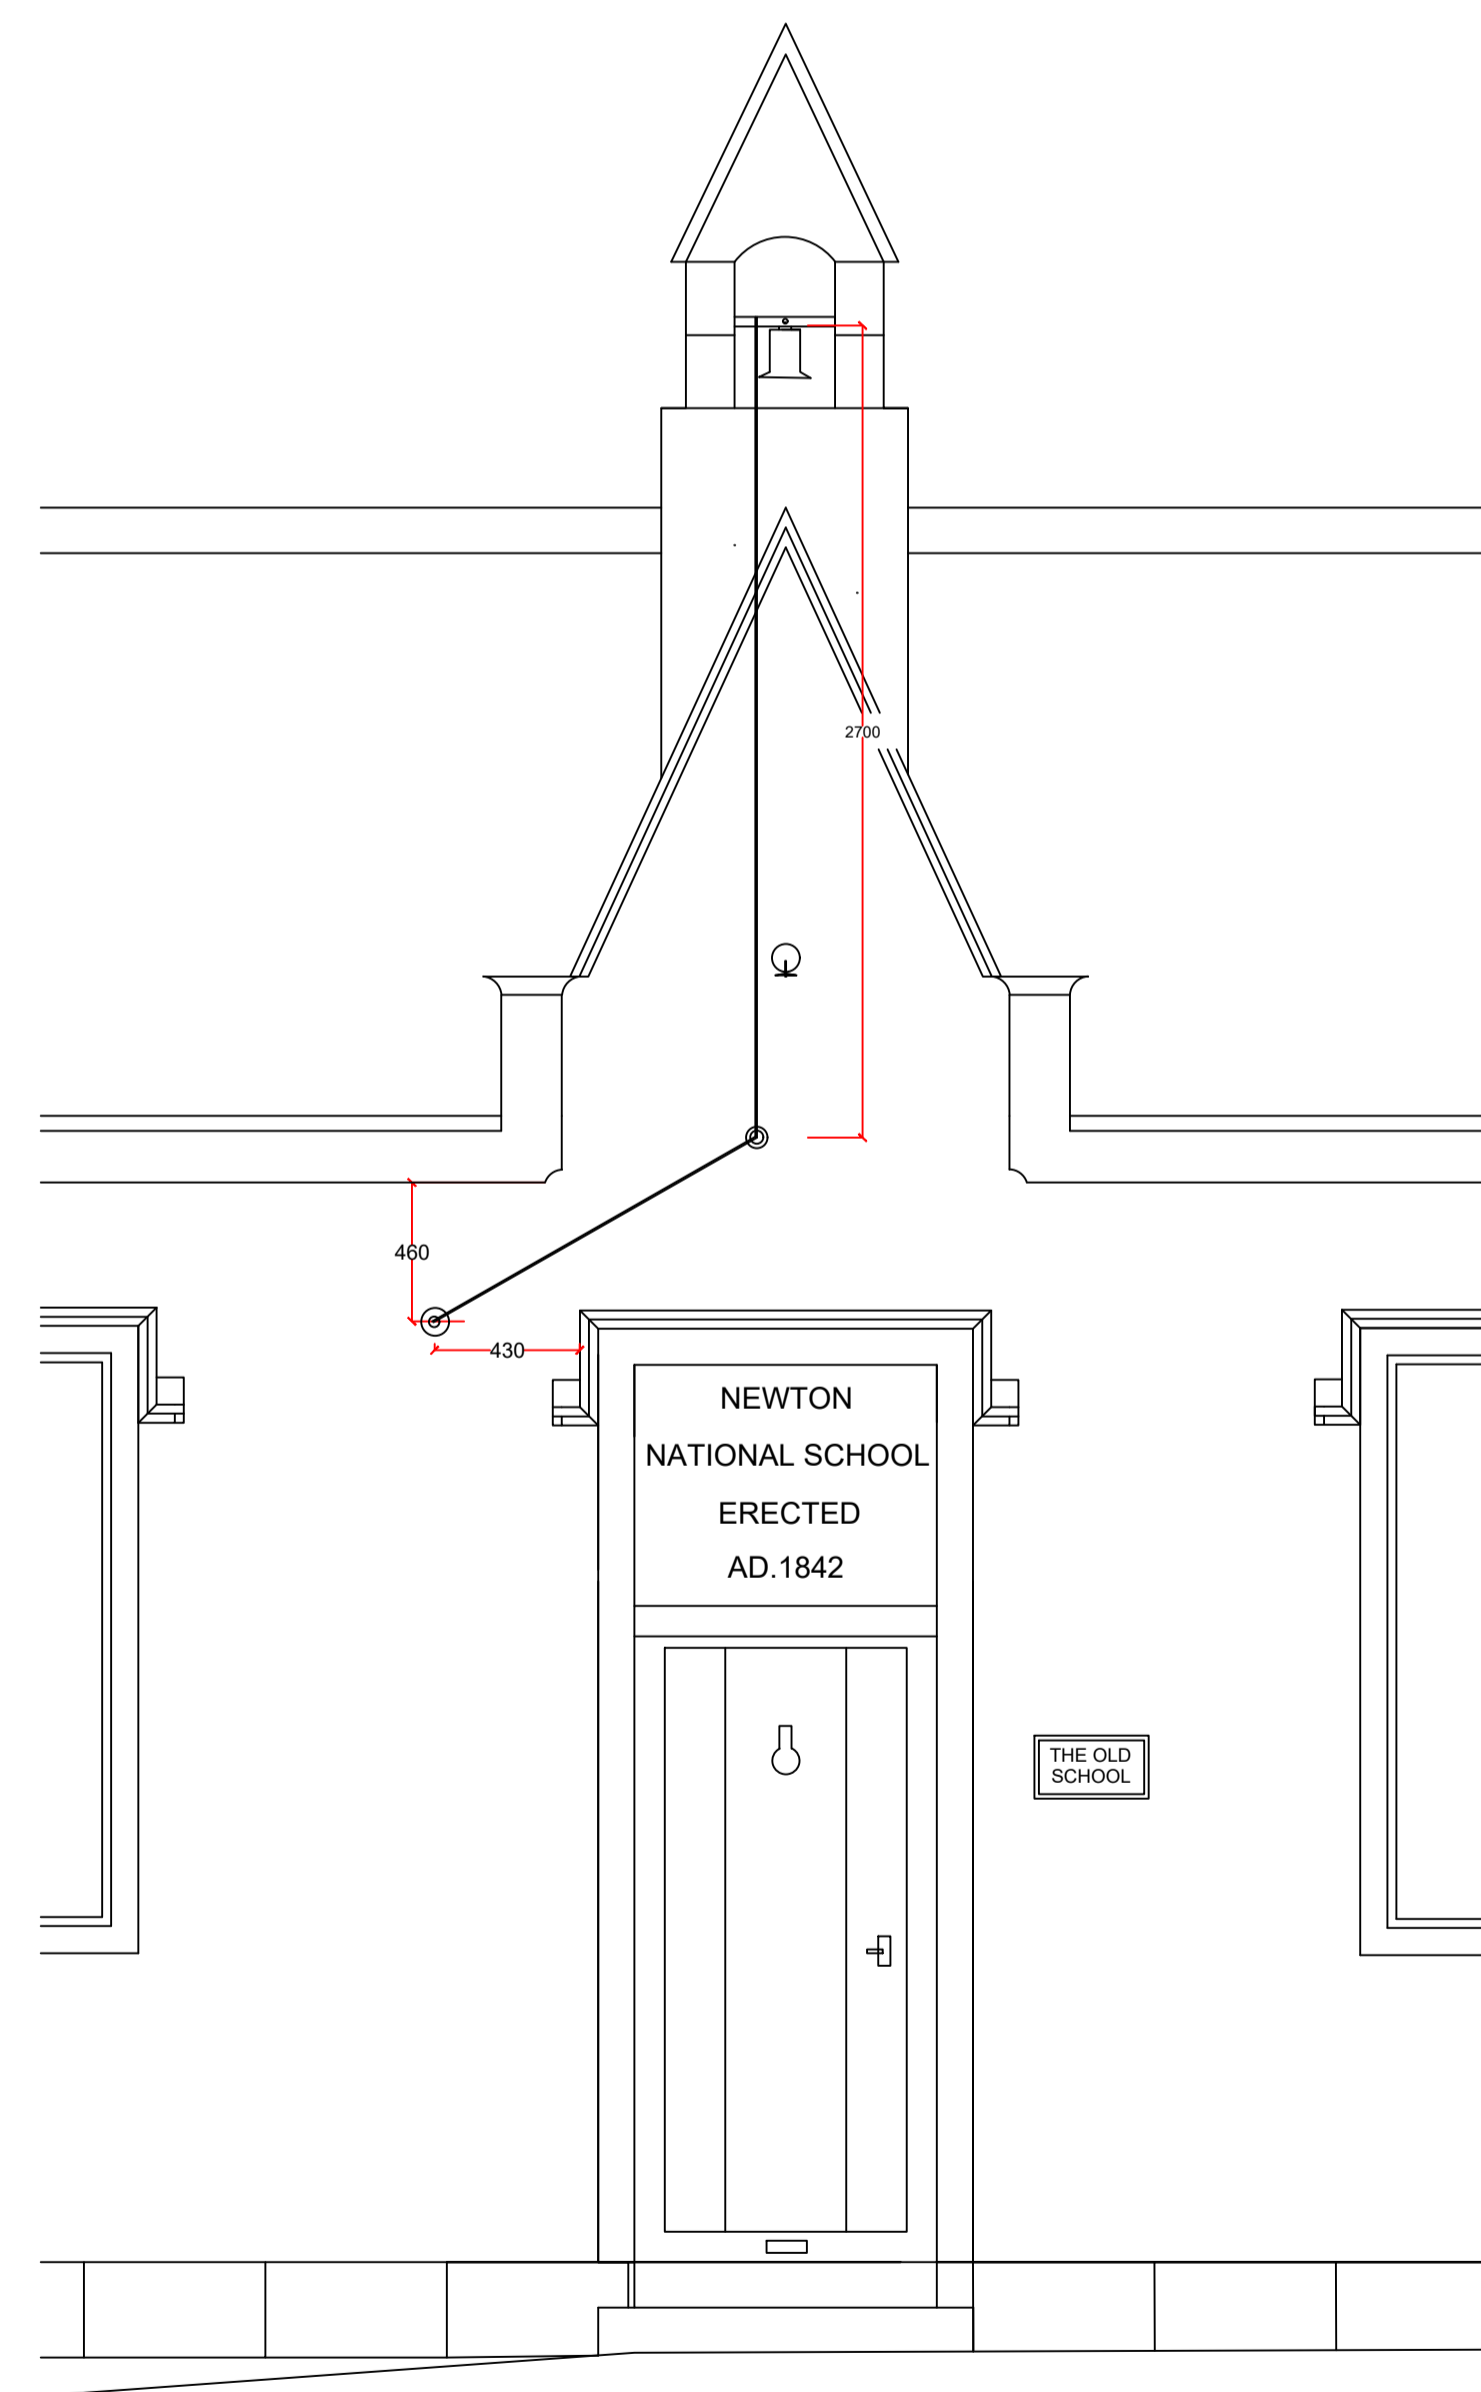 2700
460
430
NEWTON
NATIONAL SCHOOL
ERECTED
AD.1842
THE OLD
SCHOOL